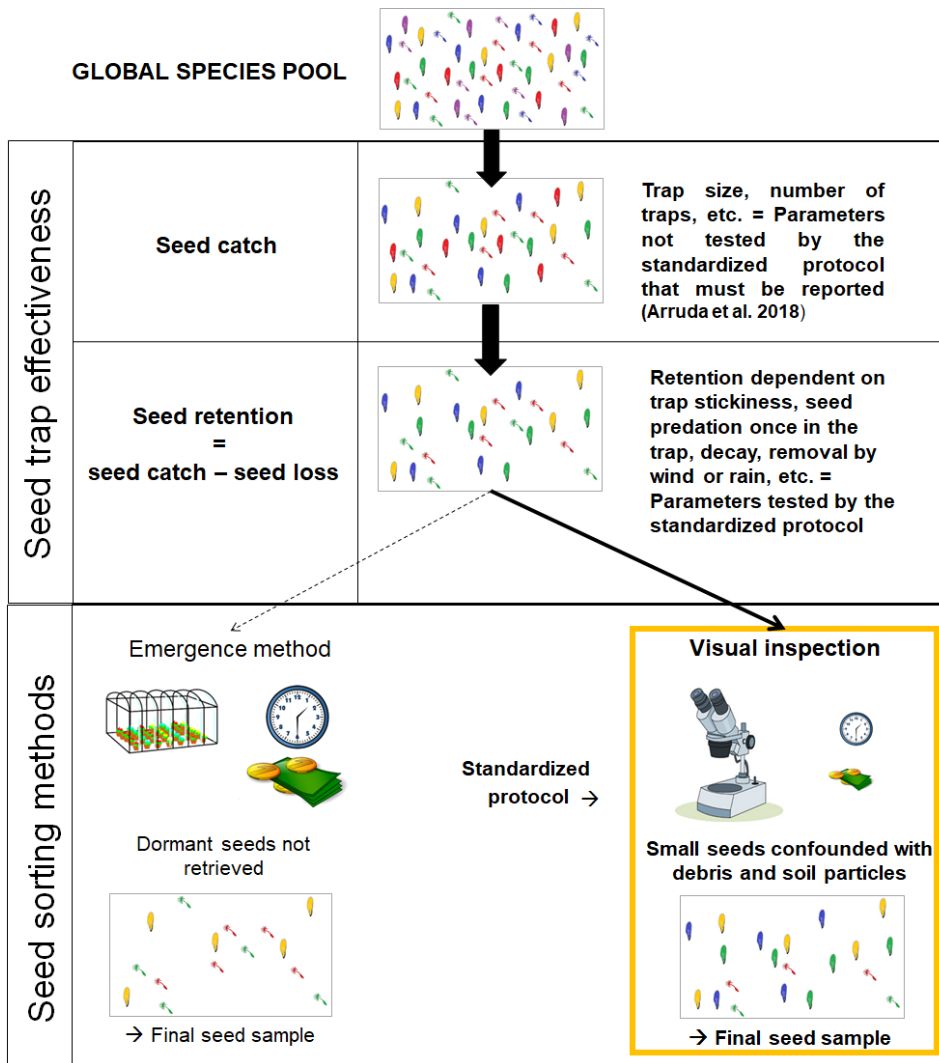 GLOBAL SPECIES POOL
Seed trap effectiveness
Seed catch
Trap size, number of
traps, etc. = Parameters
not tested by the
standardized protocol
that must be reported
(Arruda et al. 2018)
Seed retention
=
seed catch – seed loss
Retention dependent on
trap stickiness, seed
predation once in the
trap, decay, removal by
wind or rain, etc. =
Parameters tested by the
standardized protocol
Seed sorting methods
Emergence method
Dormant seeds not
retrieved
→ Final seed sample
Standardized
protocol →
Visual inspection
Small seeds confounded with
debris and soil particles
→ Final seed sample